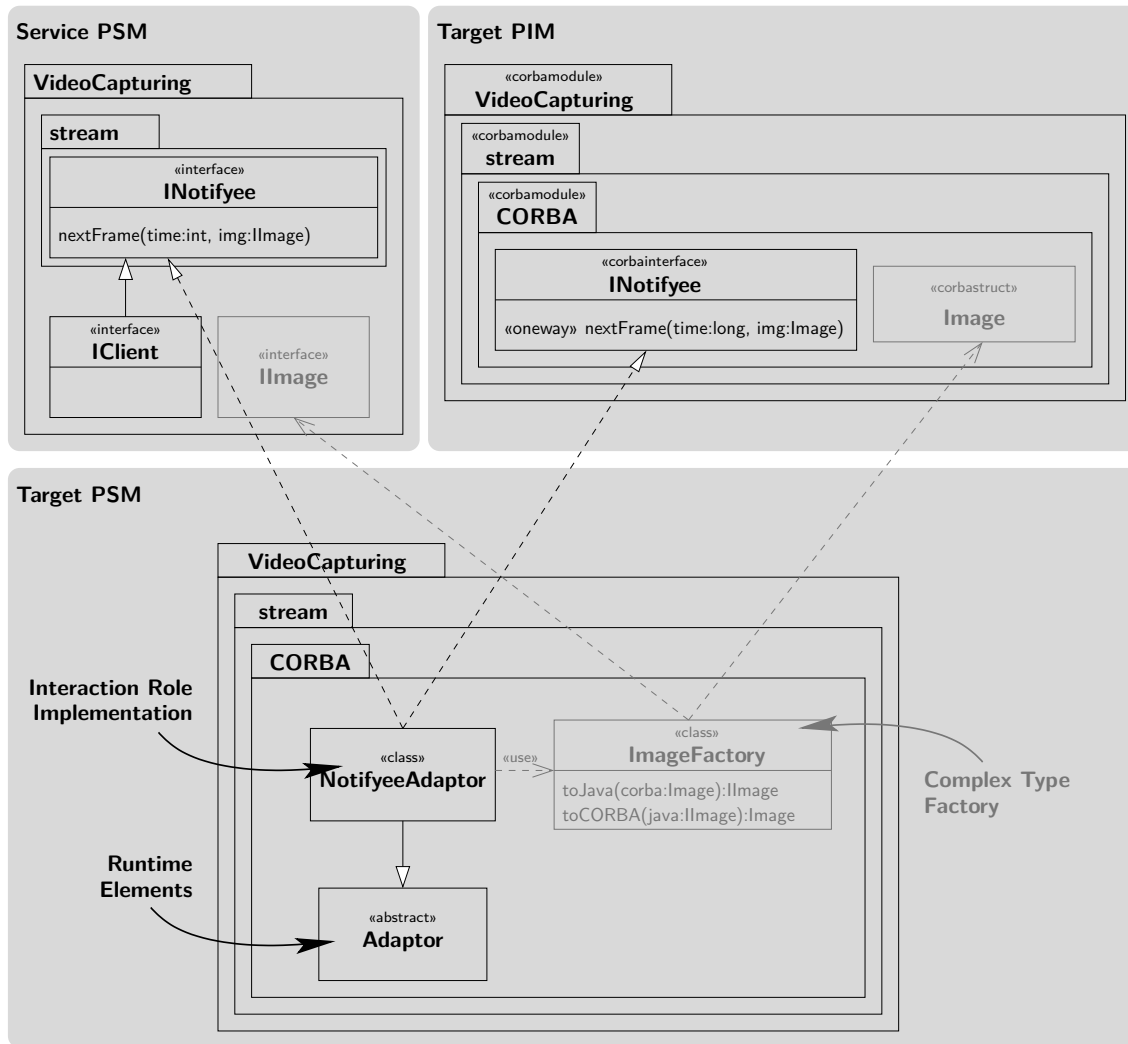 Service PSM
VideoCapturing
stream
«interface»
INotifyee
nextFrame(time:int, img:IImage)
«interface»
IClient
«interface»
IImage
Target PIM
«corbamodule»
VideoCapturing
«corbamodule»
stream
«corbamodule»
CORBA
«corbainterface»
INotifyee
«oneway» nextFrame(time:long, img:Image)
«corbastruct»
Image
Target PSM
VideoCapturing
stream
CORBA
Interaction Role
Implementation
«class»
NotifyeeAdaptor
«use»
«class»
ImageFactory
toJava(corba:Image):IImage
toCORBA(java:IImage):Image
Complex Type
Factory
Runtime
Elements
«abstract»
Adaptor